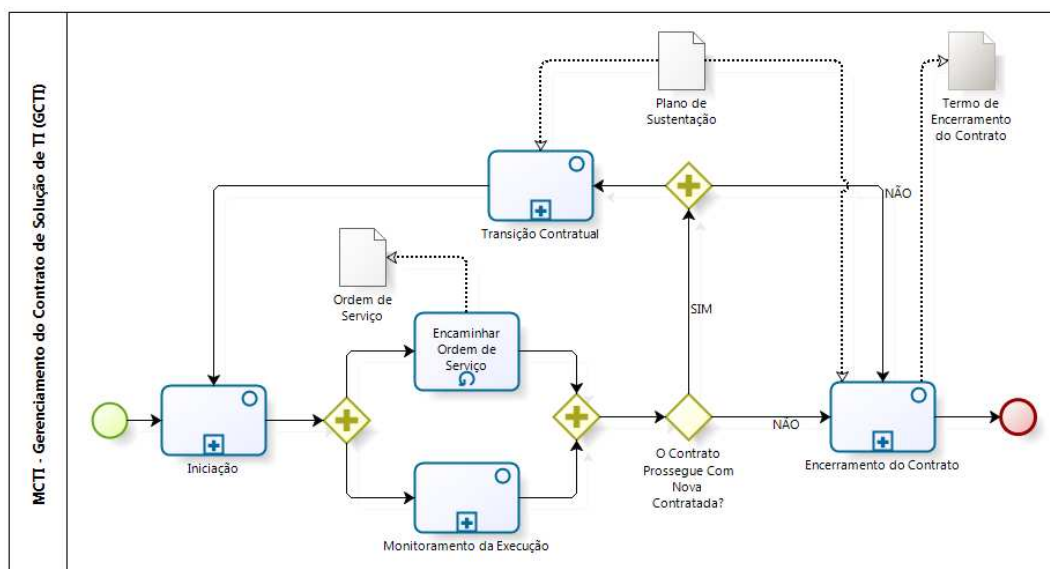 MCTI - Gerenciamento do Contrato de Solução de TI (GCTI)
Plano de
Sustentação
Termo de
Encerramento
do Contrato
Transição Contratual
NÃO
Ordem de
Serviço
Encaminhar
Ordem de
Serviço
SIM
Iniciação
NÃO
O Contrato
Prossegue Com
Nova
Contratada?
Encerramento do Contrato
Monitoramento da Execução